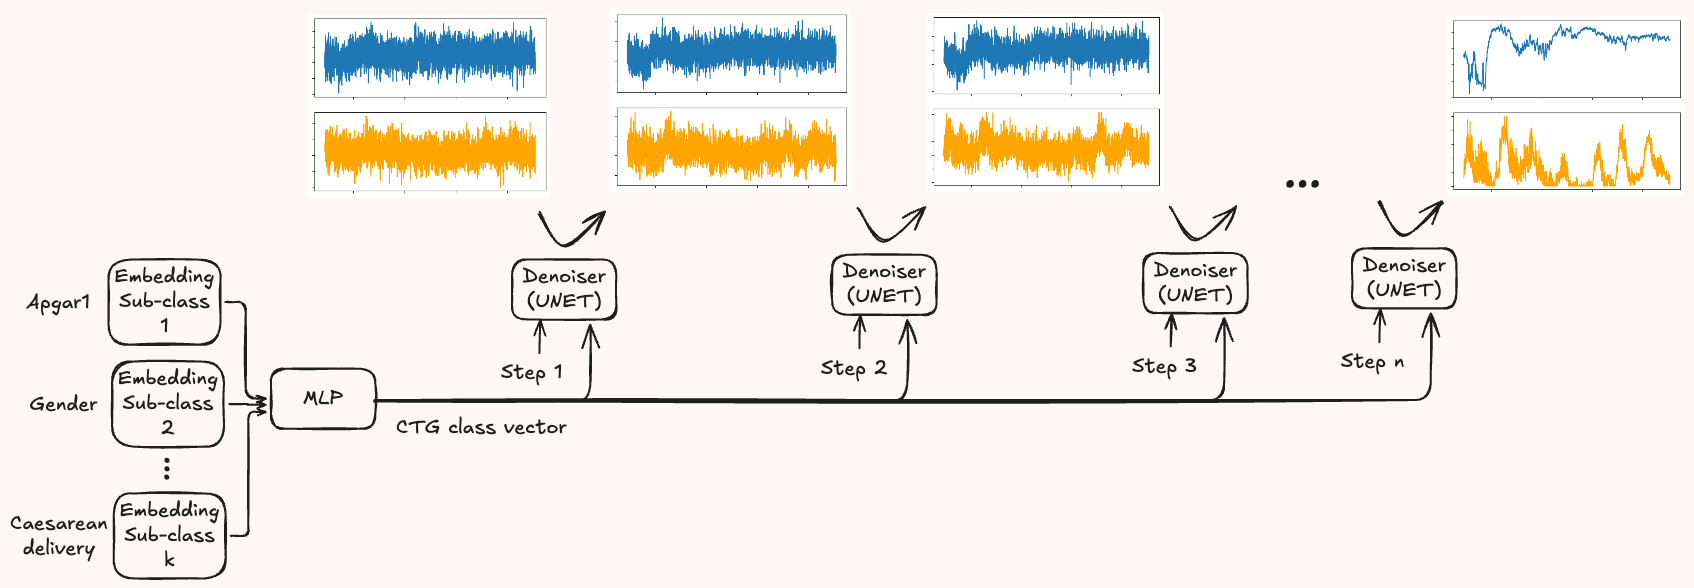 Apgar1
Embedding
Sub-class
1
Gender
Embedding
Sub-class
2
Caesarean
delivery
Embedding
Sub-class
k
MLP
CTG class vector
Denoiser
(UNET)
Step 1
Denoiser
(UNET)
Step 2
Denoiser
(UNET)
Step 3
...
Denoiser
(UNET)
Step n